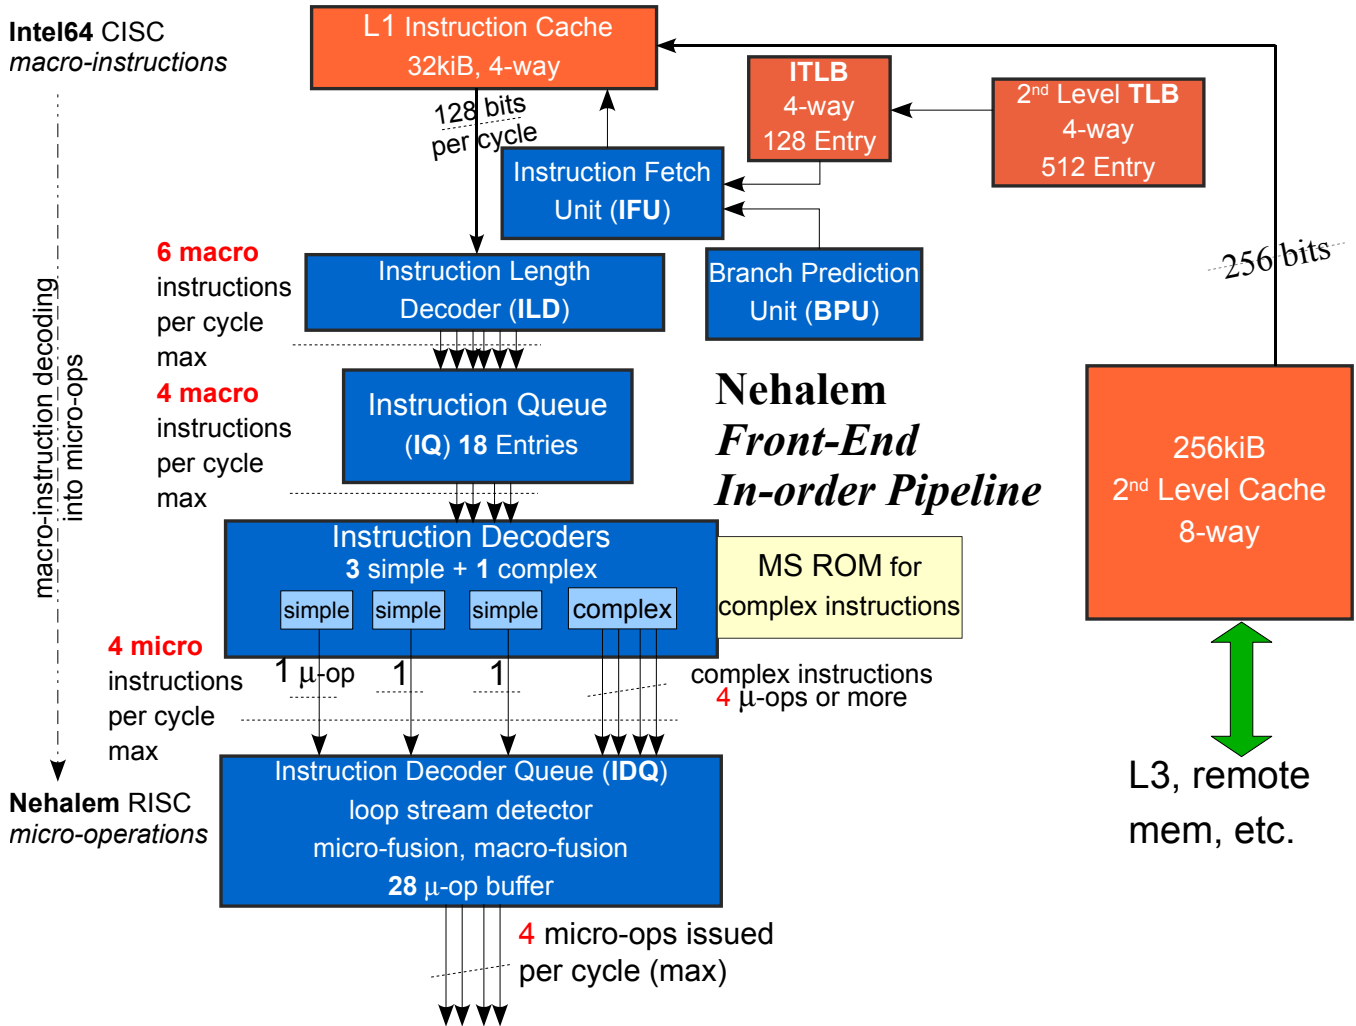 Intel64 CISC
macro-instructions
L1 Instruction Cache
32kiB, 4-way
128 bits
per cycle
ITLB
4-way
128 Entry
2nd Level TLB
4-way
512 Entry
Instruction Fetch
Unit (IFU)
6 macro
instructions
per cycle
max
Instruction Length
Decoder (ILD)
Branch Prediction
Unit (BPU)
256 bits
macro-instruction decoding
into micro-ops
4 macro
instructions
per cycle
max
Instruction Queue
(IQ) 18 Entries
Nehalem
Front-End
In-order Pipeline
256kiB
2nd Level Cache
8-way
Instruction Decoders
3 simple + 1 complex
simple
simple
simple
complex
MS ROM for
complex instructions
4 micro
instructions
per cycle
max
1 μ-op
1
1
complex instructions
4 μ-ops or more
L3, remote
mem, etc.
Nehalem RISC
micro-operations
Instruction Decoder Queue (IDQ)
loop stream detector
micro-fusion, macro-fusion
28 μ-op buffer
4 micro-ops issued
per cycle (max)